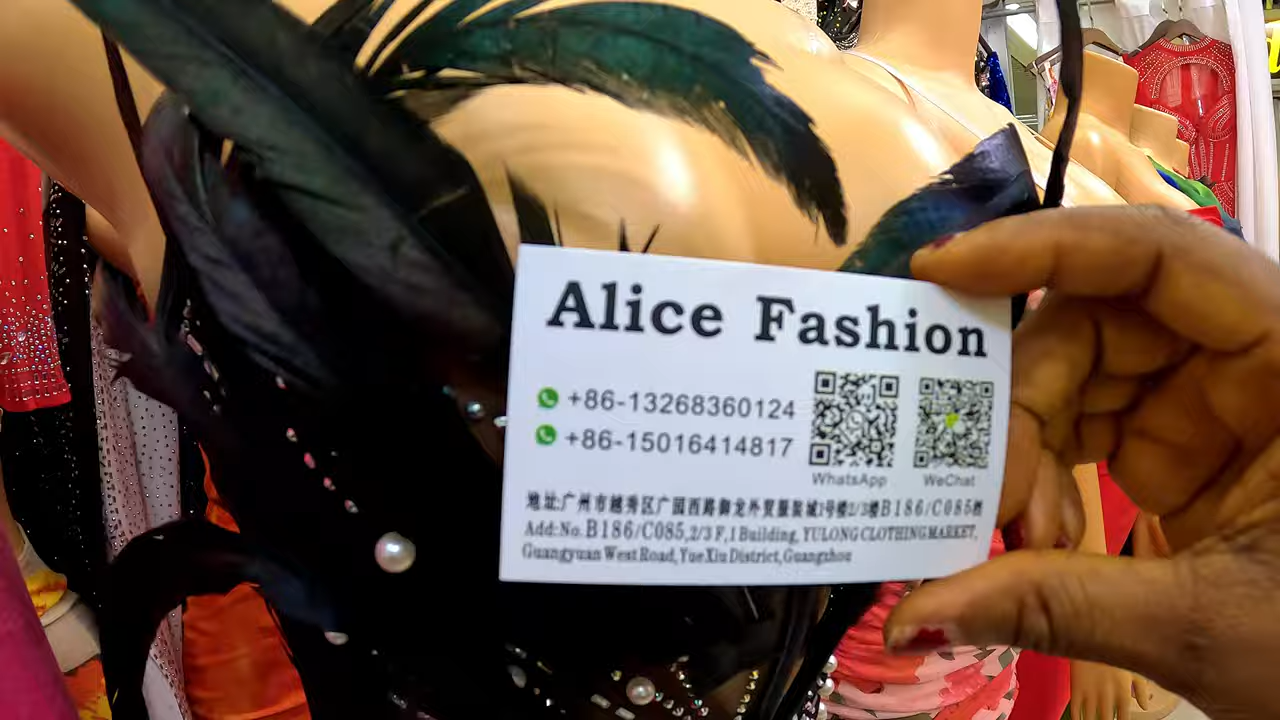 Alice Fashion
+86-13268360124
+86-15016414817
WhatsApp WeChat
地址:广州市越秀区广园西路御龙外贸服装城1号楼2/3楼B186/C085档
Add:No.B186/C085,2/3F,1Building, YULONG CLOTHING MARKET,
Guangyuan West Road, Yue Xiu District, Guangzhou